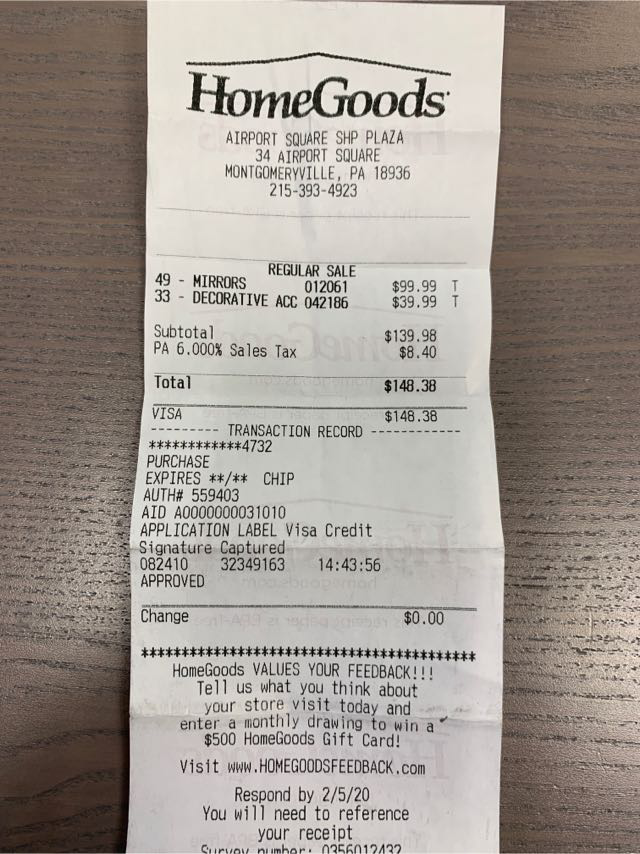 HomeGoods
AIRPORT SQUARE SHP PLAZA
34 AIRPORT SQUARE
MONTGOMERYVILLE, PA 18936
215-393-4923
REGULAR SALE
49 - MIRRORS 012061 $99.99 T
33 - DECORATIVE ACC 042186 $39.99 T
Subtotal $139.98
PA 6.000% Sales Tax $8.40
Total $148.38
VISA $148.38
---------- TRANSACTION RECORD ------------
************4732
PURCHASE
EXPIRES **/** CHIP
AUTH# 559403
AID A0000000031010
APPLICATION LABEL Visa Credit
Signature Captured
082410 32349163 14:43:56
APPROVED
Change $0.00
******************************************
HomeGoods VALUES YOUR FEEDBACK!!!
Tell us what you think about
your store visit today and
enter a monthly drawing to win a
$500 HomeGoods Gift Card!
Visit www.HOMEGOODSFEEDBACK.com
Respond by 2/5/20
You will need to reference
your receipt
Survey number: 0356012432